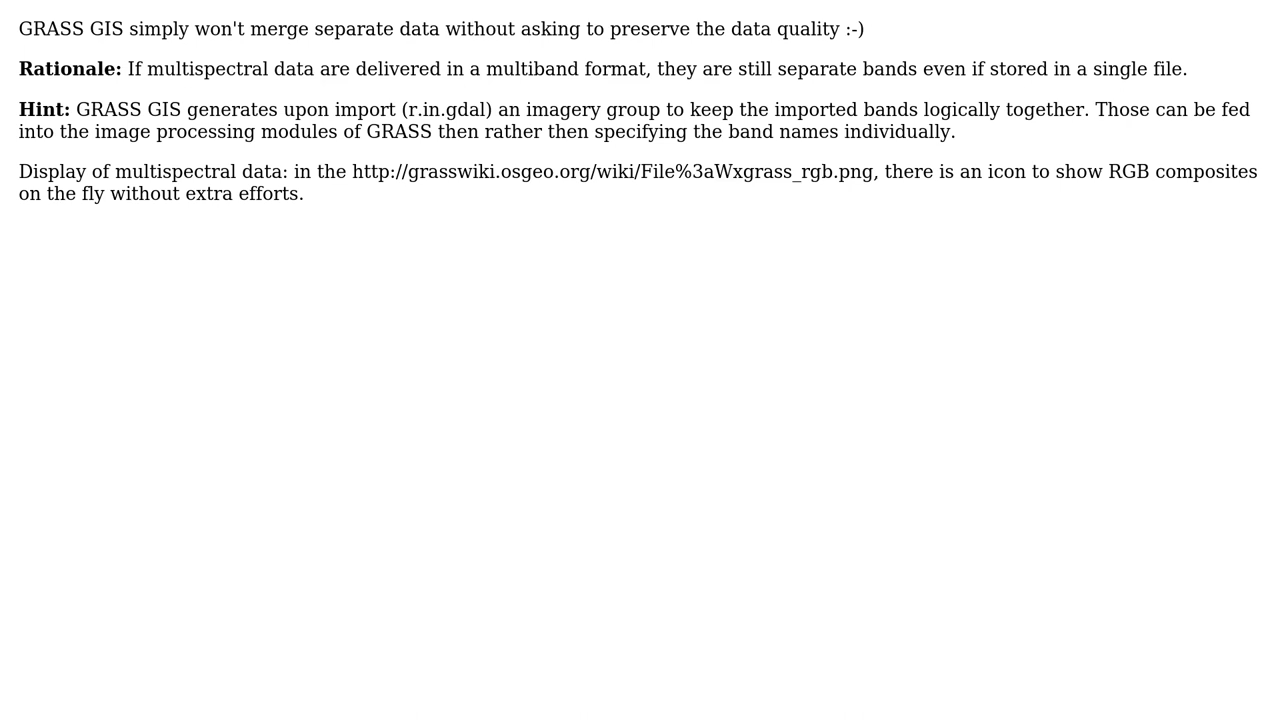 GRASS GIS simply won't merge separate data without asking to preserve the data quality :-)
Rationale: If multispectral data are delivered in a multiband format, they are still separate bands even if stored in a single file.
Hint: GRASS GIS generates upon import (r.in.gdal) an imagery group to keep the imported bands logically together. Those can be fed
into the image processing modules of GRASS then rather then specifying the band names individually.
Display of multispectral data: in the http://grasswiki.osgeo.org/wiki/File%3aWxgrass_rgb.png, there is an icon to show RGB composites
on the fly without extra efforts.